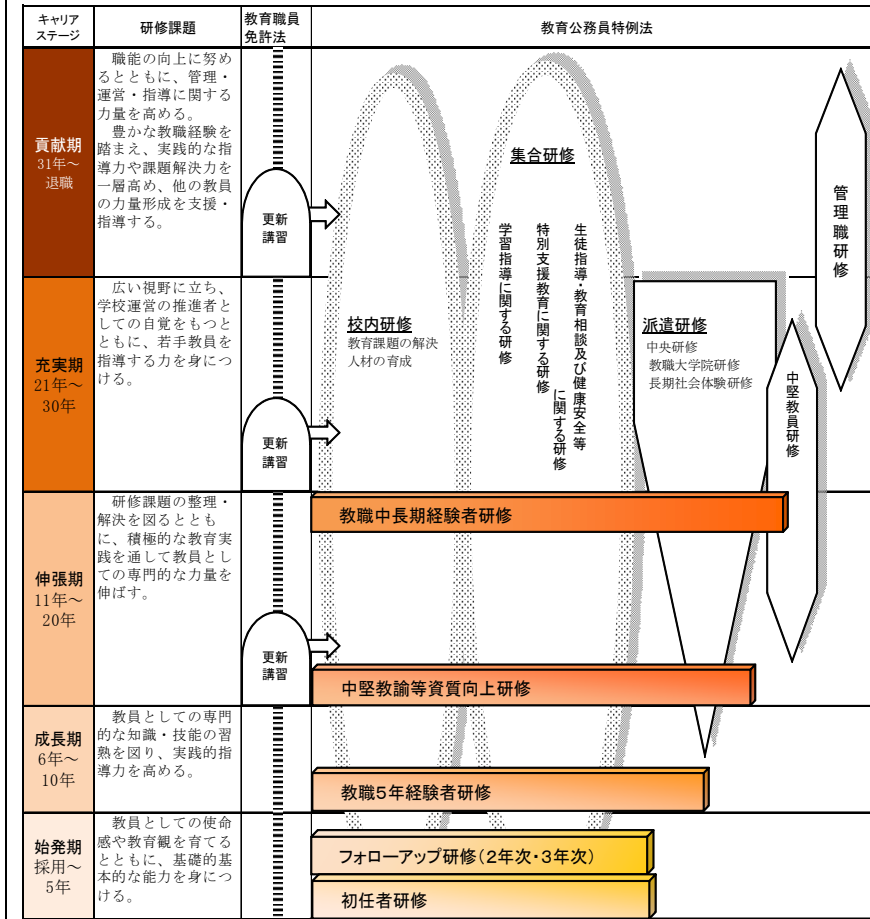 キャリア
ステージ
研修課題
教育職員
免許法
教育公務員特例法
貢献期
31年～
退職
職能の向上に努め
るとともに、管理・
運営・指導に関する
力量を高める。
豊かな教職経験を
踏まえ、実践的な指
導力や課題解決力を
一層高め、他の教員
の力量形成を支援・
指導する。
更新
講習
集合研修
学習指導に関する研修
特別支援教育に関する研修
生徒指導・教育相談及び健康安全等
に関する研修
管理職研修
充実期
21年～
30年
広い視野に立ち、
学校運営の推進者と
しての自覚をもつと
ともに、若手教員を
指導する力を身につ
ける。
更新
講習
校内研修
教育課題の解決
人材の育成
派遣研修
中央研修
教職大学院研修
長期社会体験研修
中堅教員研修
伸張期
11年～
20年
研修課題の整理・
解決を図るととも
に、積極的な教育実
践を通して教員とし
ての専門的な力量を
伸ばす。
更新
講習
教職中長期経験者研修
中堅教諭等資質向上研修
成長期
6年～
10年
教員としての専門
的な知識・技能の習
熟を図り、実践的指
導力を高める。
教職5年経験者研修
始発期
採用～
5年
教員としての使命
感や教育観を育てる
とともに、基礎的基
本的な能力を身につ
ける。
フォローアップ研修(2年次・3年次)
初任者研修